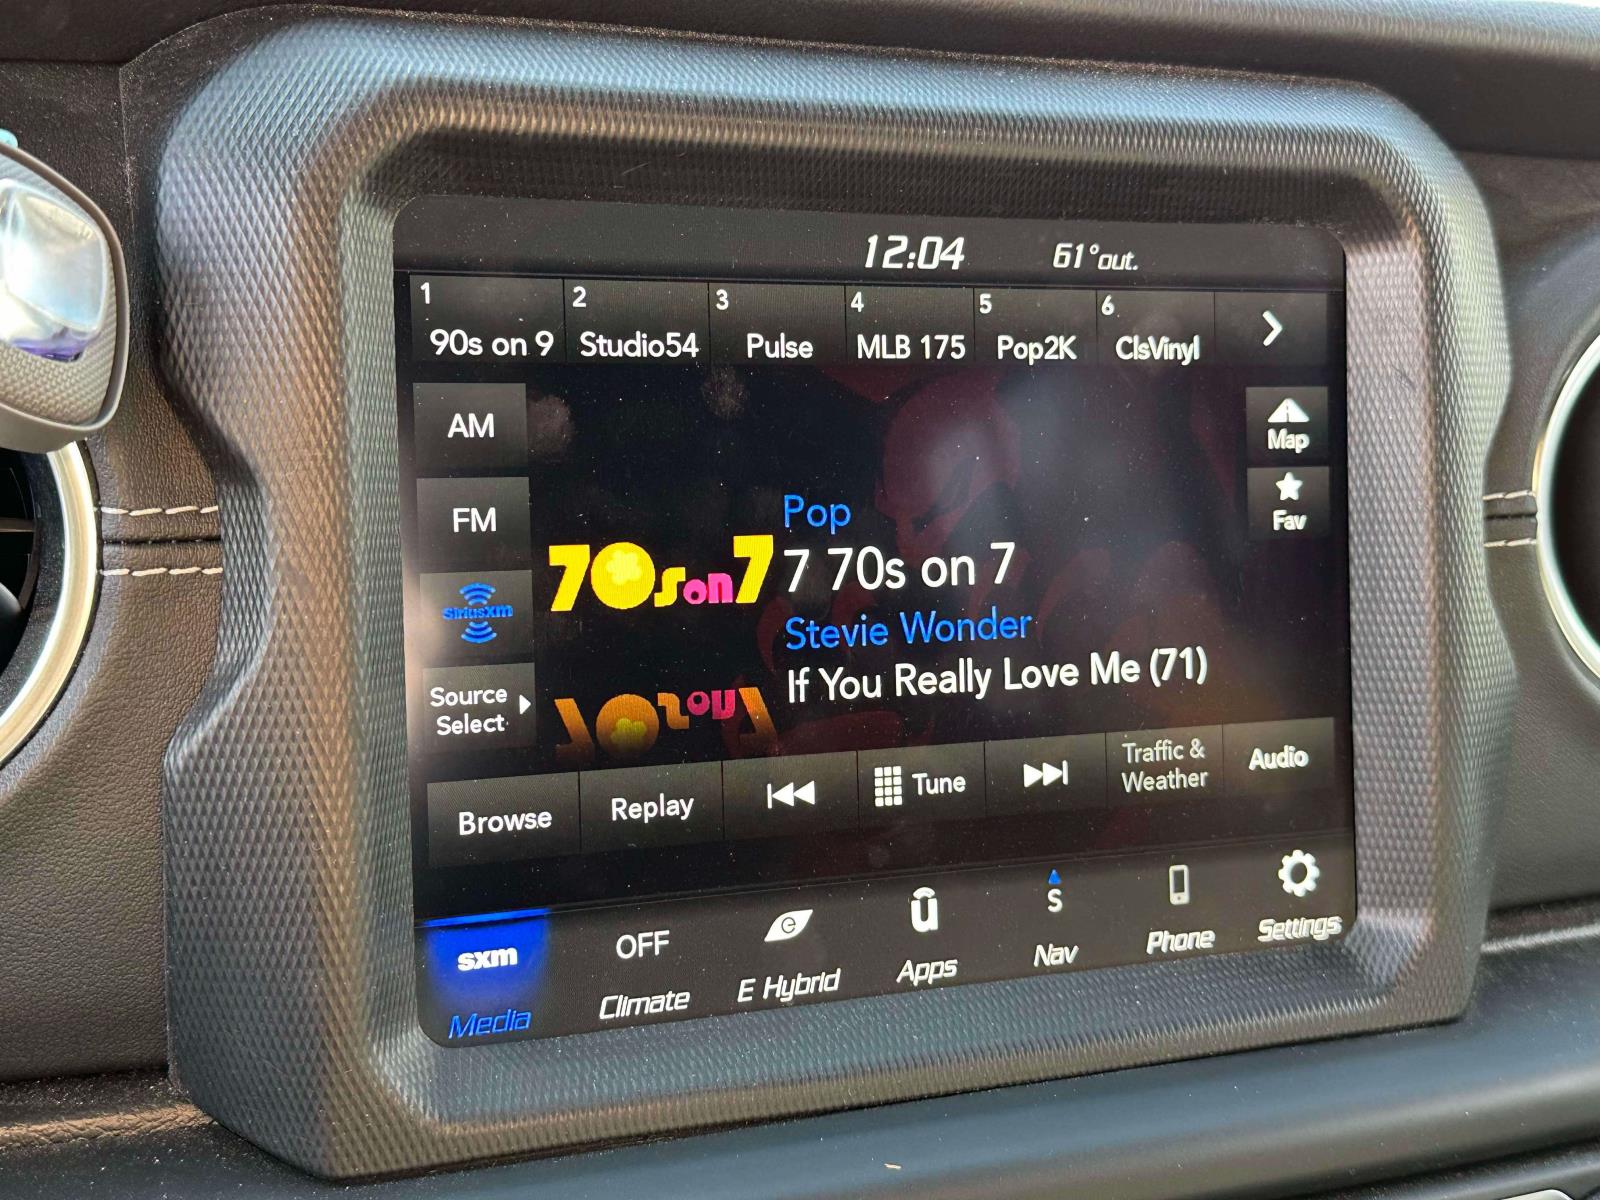 12:04 61°out.
1 2 3 4 5 6
90s on 9 Studio54 Pulse MLB 175 Pop2K ClsVinyl
AM
Map
FM
Fav
Pop
70s on 7
7 70s on 7
siriusxm
Stevie Wonder
If You Really Love Me (71)
Source
Select
Browse Replay Tune Traffic &
Weather
Audio
sxm OFF e u S
Media Climate E Hybrid Apps Nav Phone Settings